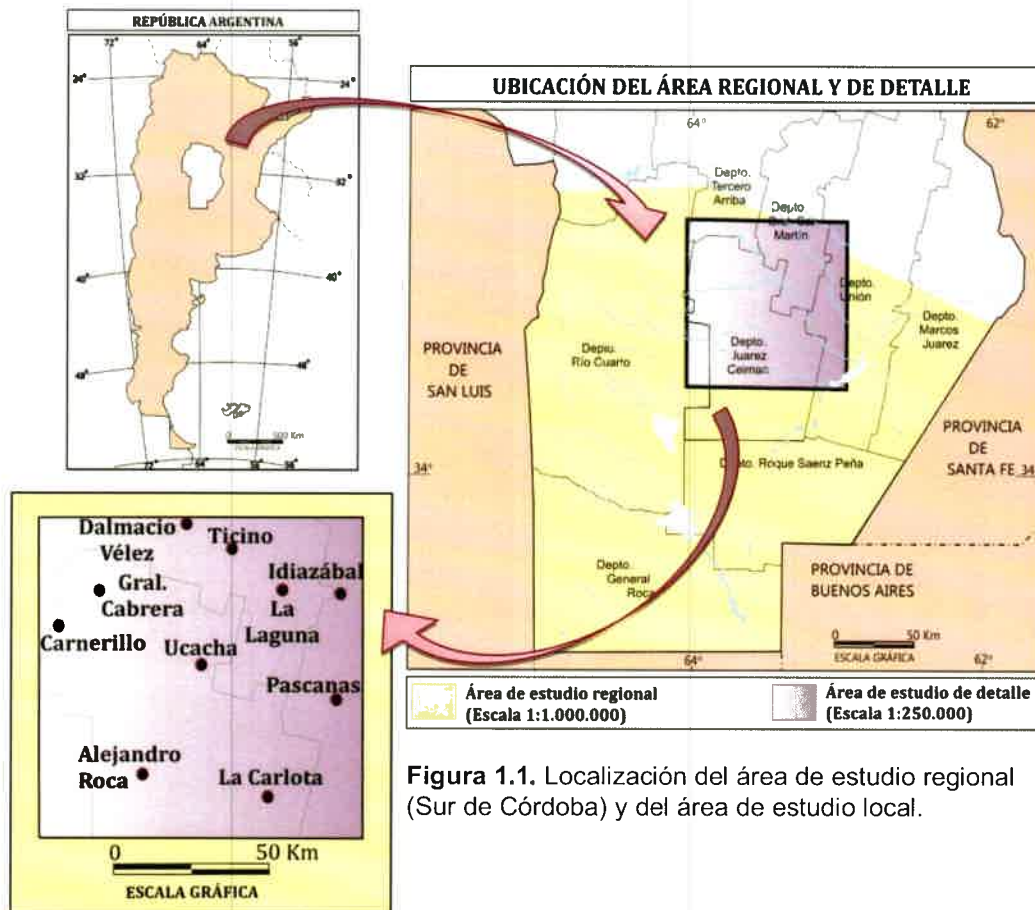 REPÚBLICA ARGENTINA
72°
64°
56°
24°
24°
32°
32°
40°
40°
48°
48°
72°
64°
56°
UBICACIÓN DEL ÁREA REGIONAL Y DE DETALLE
64°
62°
Depto.
Tercero
Arriba
Depto
Martín
Depto.
Unión
Depto.
Marcos
Juarez
Depto.
Río Cuarto
Depto.
Juarez
Celman
PROVINCIA
DE
SAN LUIS
PROVINCIA
DE
SANTA FE
34°
34°
Depto. Roque Saenz Peña
Depto.
General
Roca
PROVINCIA DE
BUENOS AIRES
0 50 Km
ESCALA GRÁFICA
64°
62°
Área de estudio regional
(Escala 1:1.000.000)
Área de estudio de detalle
(Escala 1:250.000)
Dalmacio
Vélez
Ticino
Gral.
Cabrera
Idiazábal
La
Laguna
Carnerillo
Ucacha
Pascanas
Alejandro
Roca
La Carlota
0 50 Km
ESCALA GRÁFICA
Figura 1.1. Localización del área de estudio regional
(Sur de Córdoba) y del área de estudio local.